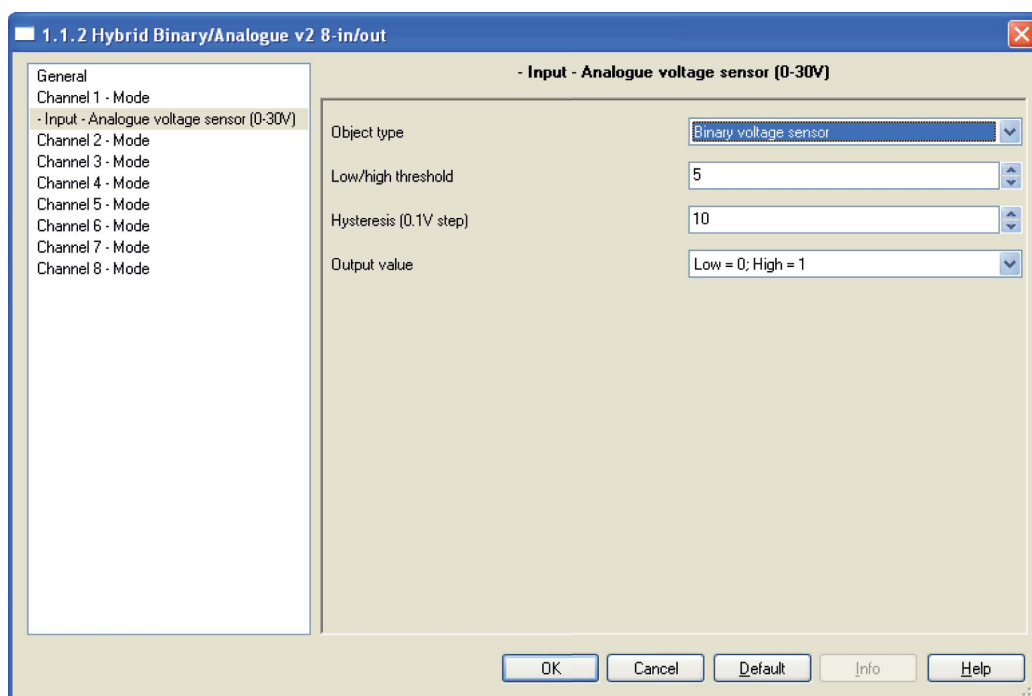 1.1.2 Hybrid Binary/Analogue v2 8-in/out
General
Channel 1 - Mode
- Input - Analogue voltage sensor (0-30V)
Channel 2 - Mode
Channel 3 - Mode
Channel 4 - Mode
Channel 5 - Mode
Channel 6 - Mode
Channel 7 - Mode
Channel 8 - Mode
- Input - Analogue voltage sensor (0-30V)
Object type
Binary voltage sensor
Low/high threshold
5
Hysteresis (0.1V step)
10
Output value
Low = 0; High = 1
OK
Cancel
Default
Info
Help